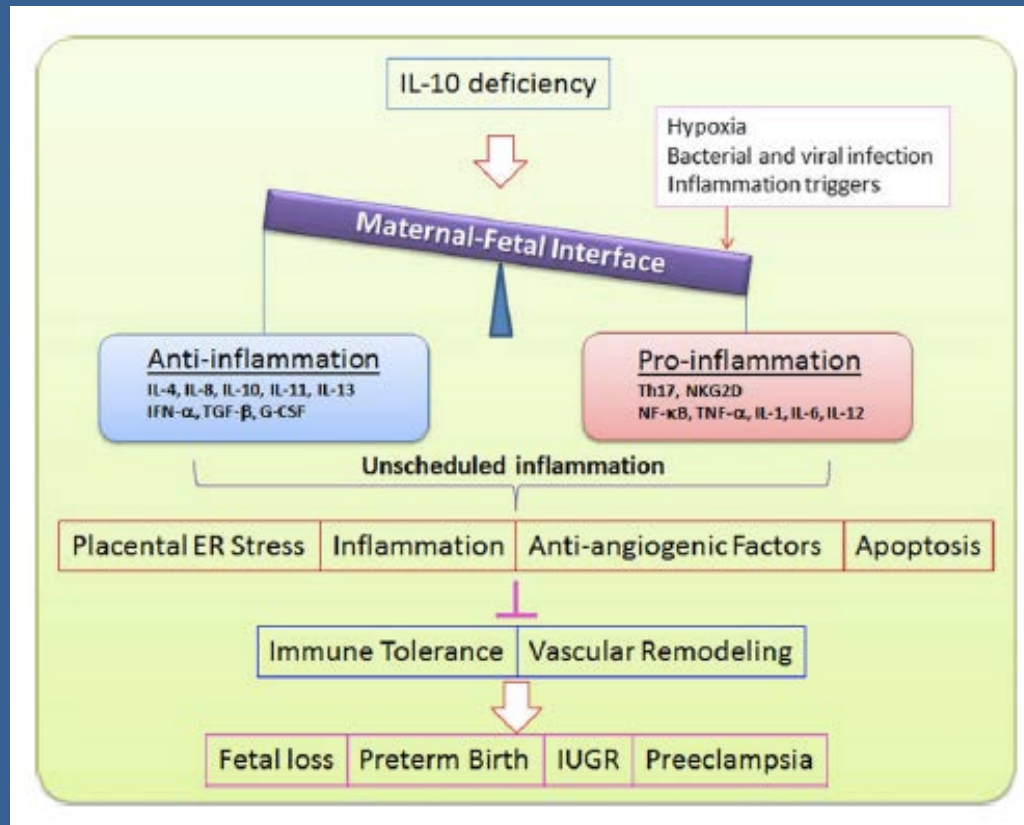 IL-10 deficiency
Hypoxia
Bacterial and viral infection
Inflammation triggers
Maternal-Fetal Interface
Anti-inflammation
IL-4, IL-8, IL-10, IL-11, IL-13
IFN-α, TGF-β, G-CSF
Pro-inflammation
Th17, NKG2D
NF-κB, TNF-α, IL-1, IL-6, IL-12
Unscheduled inflammation
Placental ER Stress Inflammation Anti-angiogenic Factors Apoptosis
Immune Tolerance Vascular Remodeling
Fetal loss Preterm Birth IUGR Preeclampsia